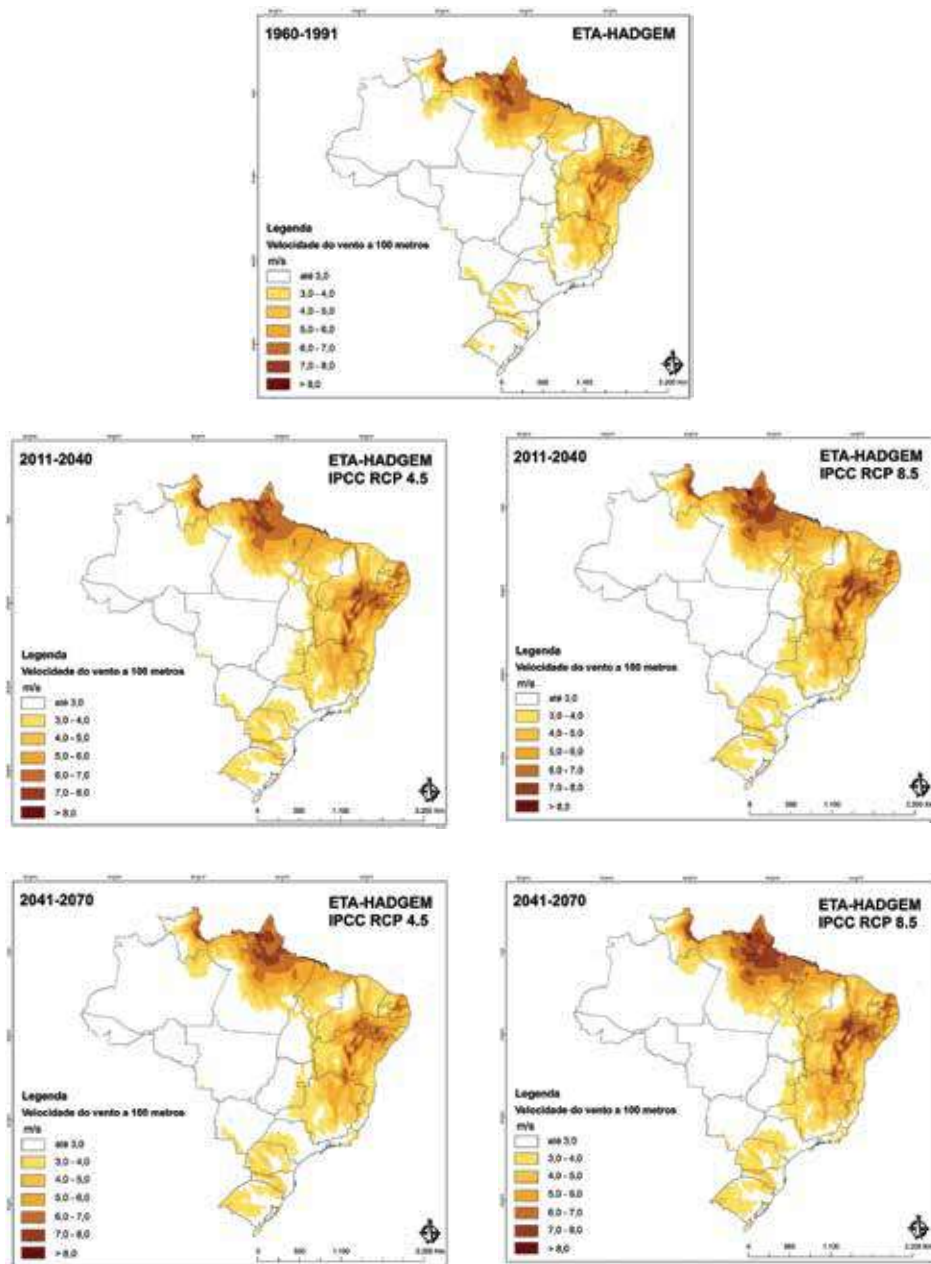 1960-1991
ETA-HADGEM
Legenda
Velocidade do vento a 100 metros
m/s
até 3,0
3,0 - 4,0
4,0 - 5,0
5,0 - 6,0
6,0 - 7,0
7,0 - 8,0
> 8,0
2011-2040
ETA-HADGEM
IPCC RCP 4.5
Legenda
Velocidade do vento a 100 metros
m/s
até 3,0
3,0 - 4,0
4,0 - 5,0
5,0 - 6,0
6,0 - 7,0
7,0 - 8,0
> 8,0
2011-2040
ETA-HADGEM
IPCC RCP 8.5
Legenda
Velocidade do vento a 100 metros
m/s
até 3,0
3,0 - 4,0
4,0 - 5,0
5,0 - 6,0
6,0 - 7,0
7,0 - 8,0
> 8,0
2041-2070
ETA-HADGEM
IPCC RCP 4.5
Legenda
Velocidade do vento a 100 metros
m/s
até 3,0
3,0 - 4,0
4,0 - 5,0
5,0 - 6,0
6,0 - 7,0
7,0 - 8,0
> 8,0
2041-2070
ETA-HADGEM
IPCC RCP 8.5
Legenda
Velocidade do vento a 100 metros
m/s
até 3,0
3,0 - 4,0
4,0 - 5,0
5,0 - 6,0
6,0 - 7,0
7,0 - 8,0
> 8,0